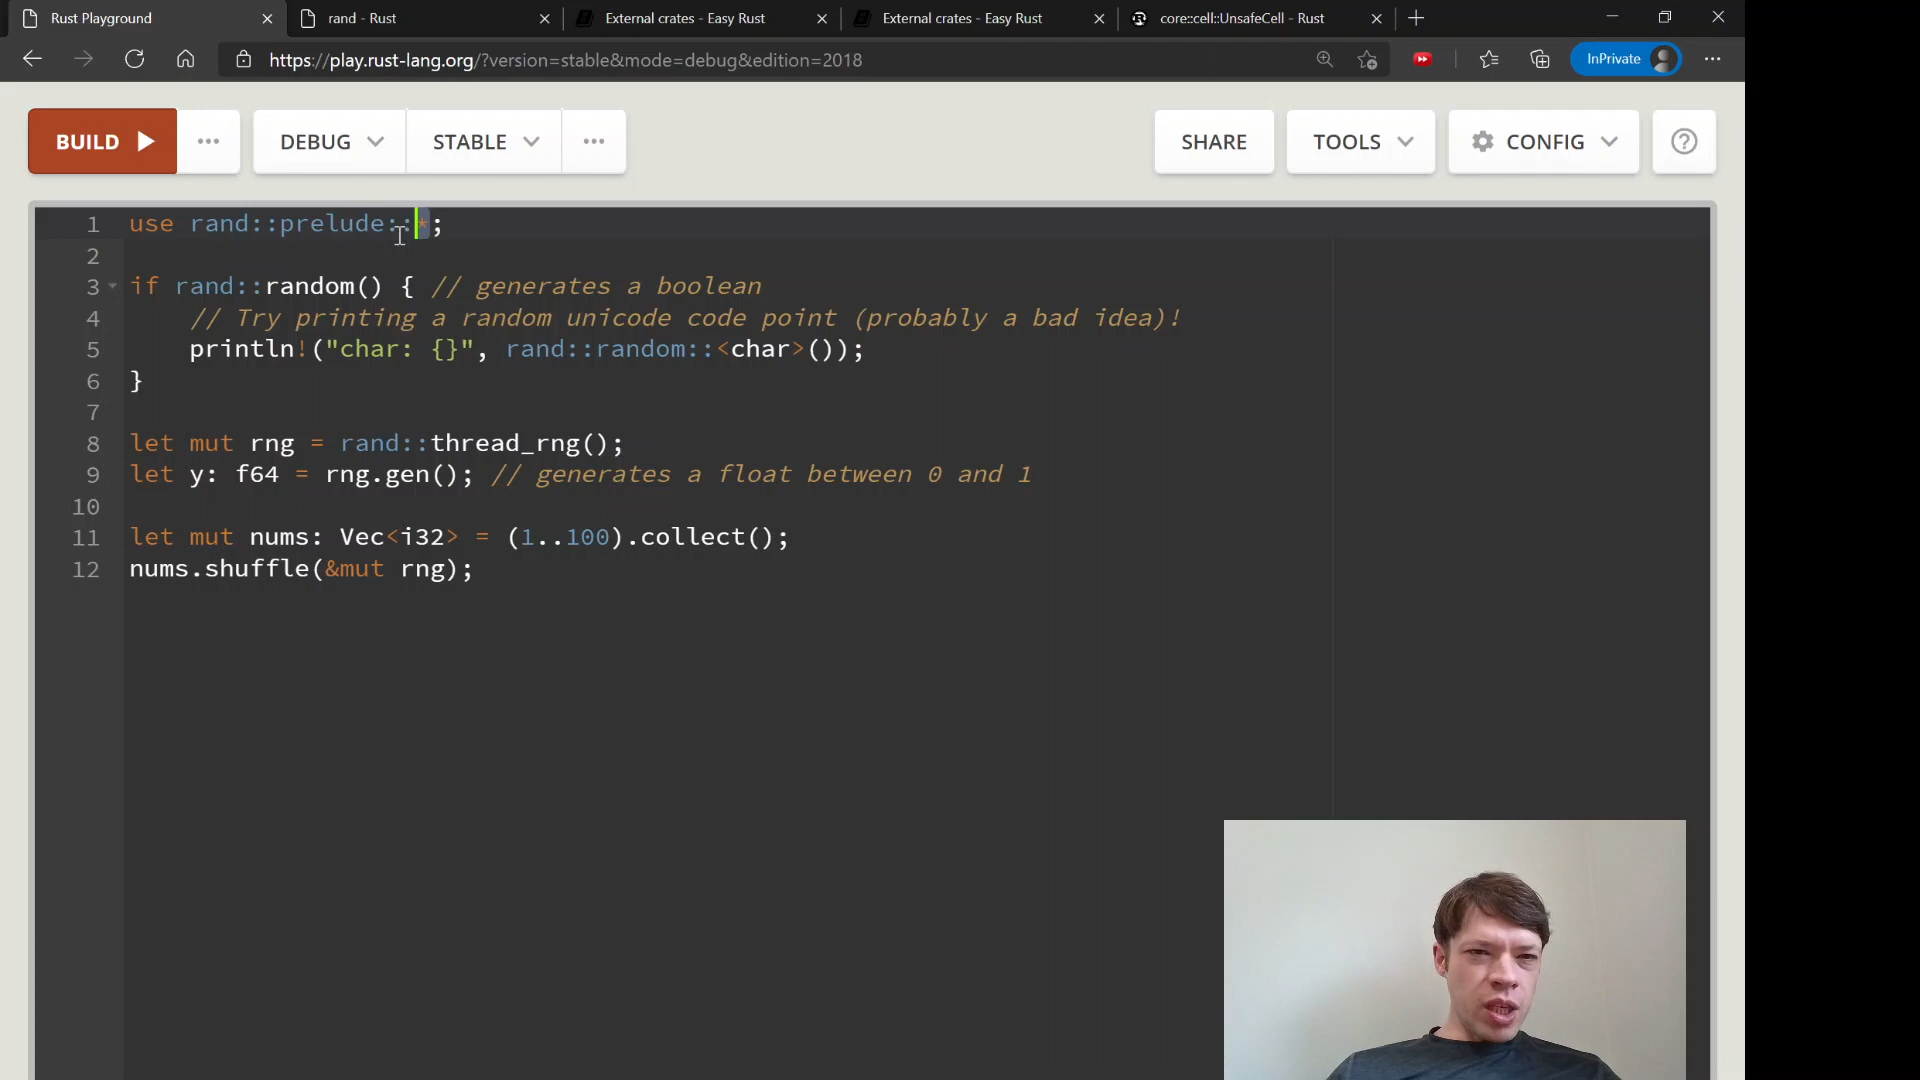 Rust Playground
rand - Rust
External crates - Easy Rust
External crates - Easy Rust
core::cell::UnsafeCell - Rust
https://play.rust-lang.org/?version=stable&mode=debug&edition=2018
InPrivate
BUILD
DEBUG
STABLE
SHARE
TOOLS
CONFIG
1 use rand::prelude::*;
2
3 if rand::random() { // generates a boolean
4 // Try printing a random unicode code point (probably a bad idea)!
5 println!("char: {}", rand::random::<char>());
6 }
7
8 let mut rng = rand::thread_rng();
9 let y: f64 = rng.gen(); // generates a float between 0 and 1
10
11 let mut nums: Vec<i32> = (1..100).collect();
12 nums.shuffle(&mut rng);